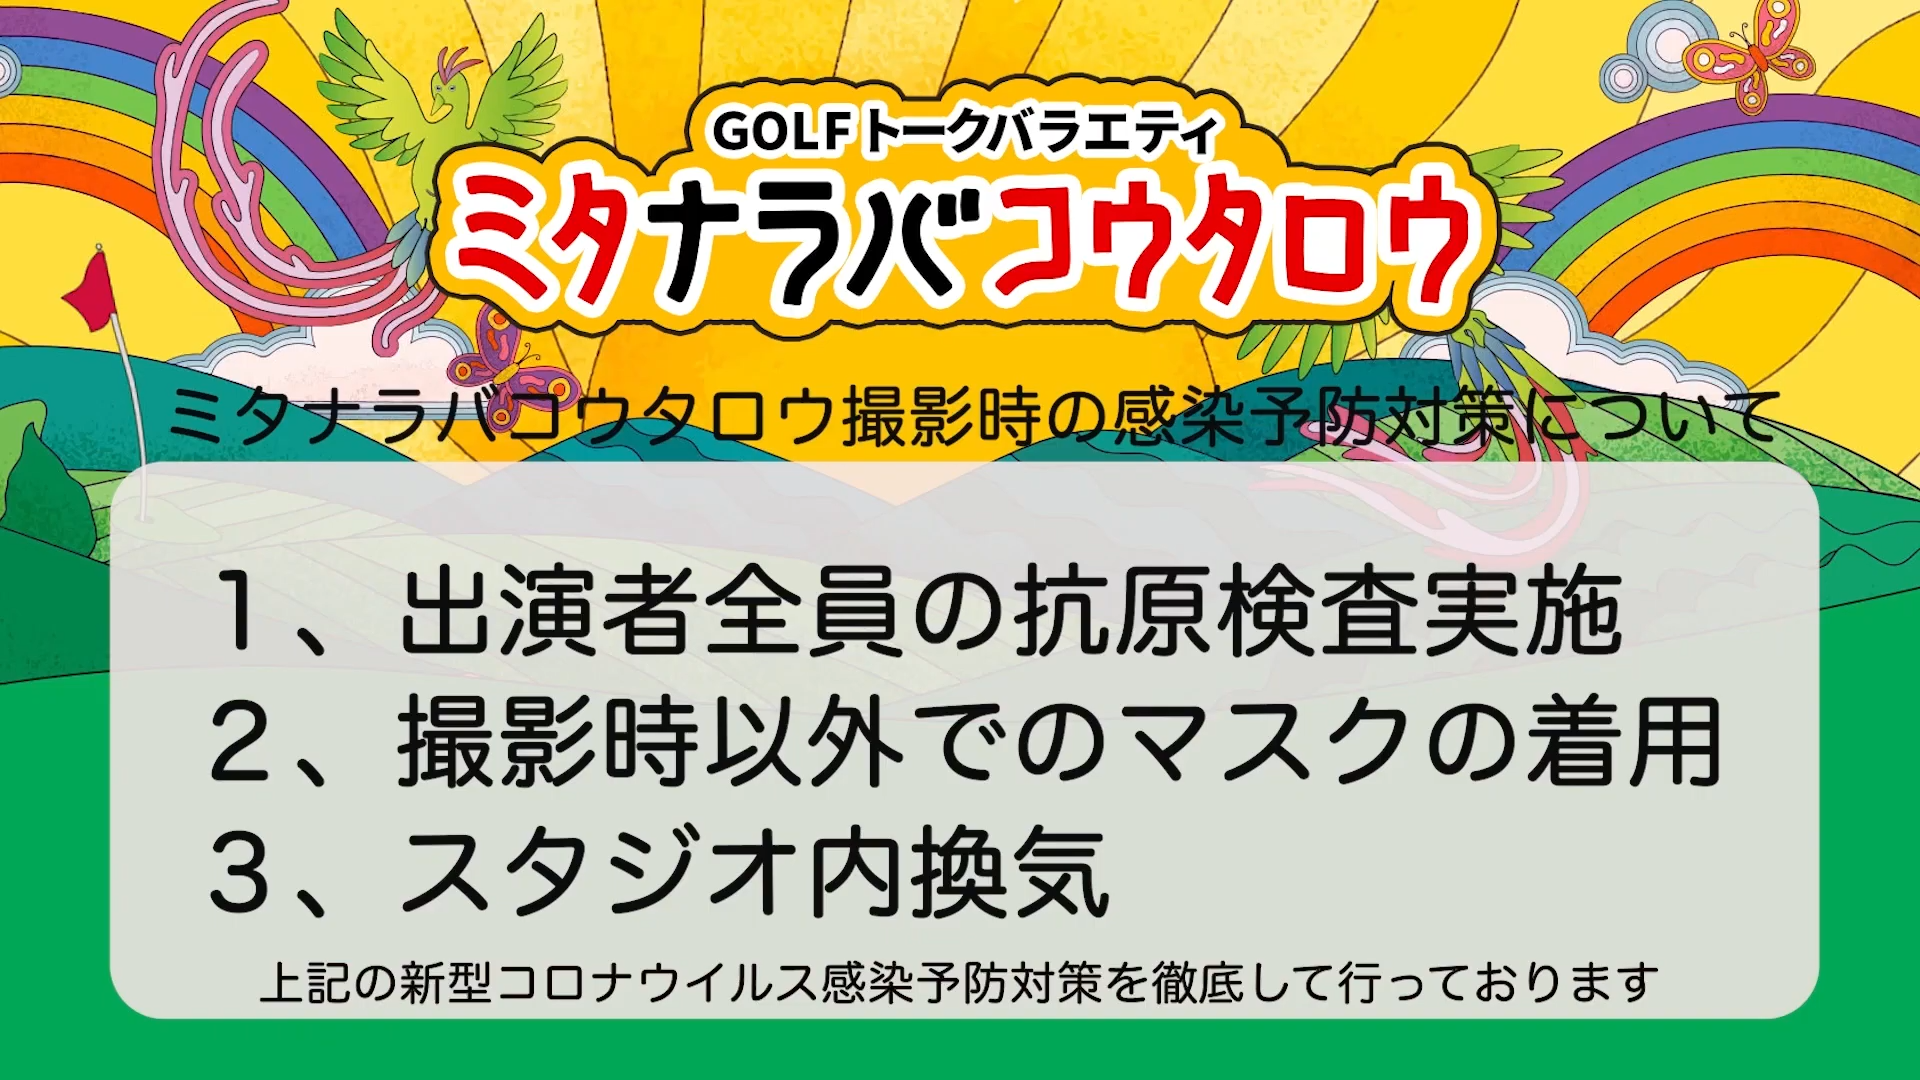 GOLFトークバラエティ
ミタナラバコウタロウ
ミタナラバコウタロウ撮影時の感染予防対策について
１、出演者全員の抗原検査実施
２、撮影時以外でのマスクの着用
３、スタジオ内換気
上記の新型コロナウイルス感染予防対策を徹底して行っております